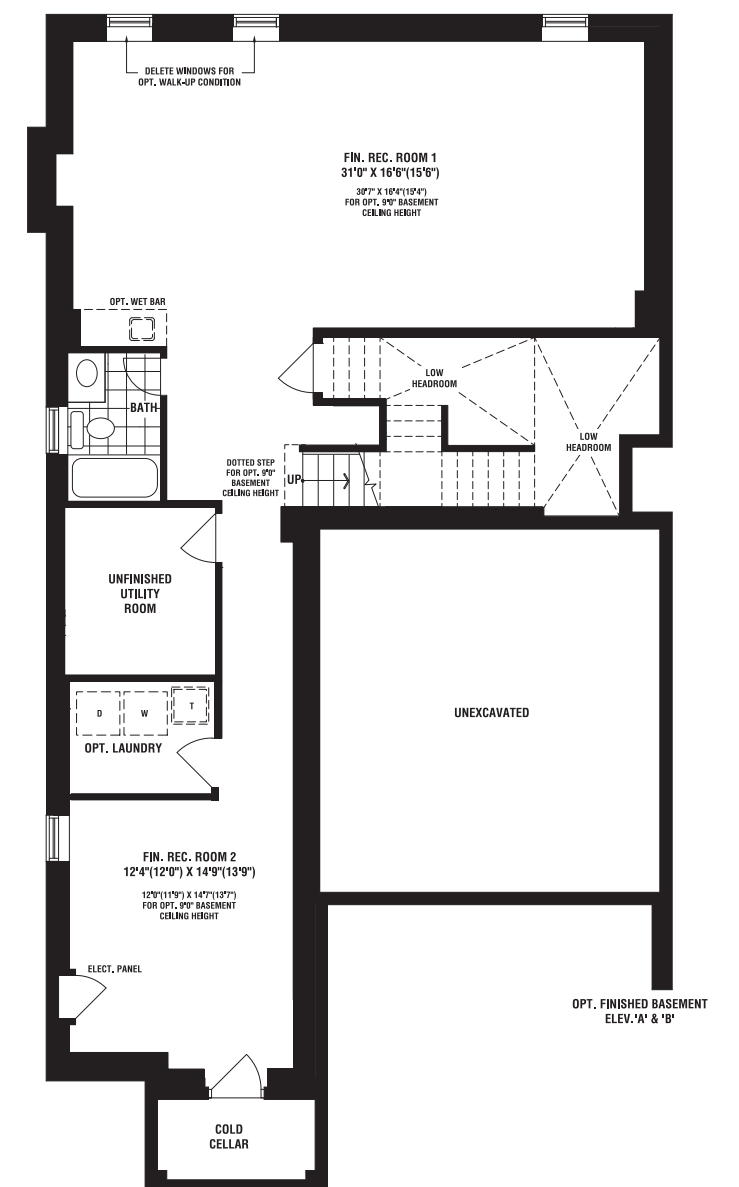 DELETE WINDOWS FOR
OPT. WALK-UP CONDITION
FIN. REC. ROOM 1
31'0" X 16'6"(15'6")
30'7" X 16'4"(15'4")
FOR OPT. 9'0" BASEMENT
CEILING HEIGHT
OPT. WET BAR
LOW
HEADROOM
BATH
LOW
HEADROOM
DOTTED STEP
FOR OPT. 9'0"
BASEMENT
CEILING HEIGHT
UP
UNFINISHED
UTILITY
ROOM
D
W
T
OPT. LAUNDRY
UNEXCAVATED
FIN. REC. ROOM 2
12'4"(12'0") X 14'9"(13'9")
12'0"(11'9") X 14'7"(13'7")
FOR OPT. 9'0" BASEMENT
CEILING HEIGHT
ELECT. PANEL
OPT. FINISHED BASEMENT
ELEV.'A' & 'B'
COLD
CELLAR